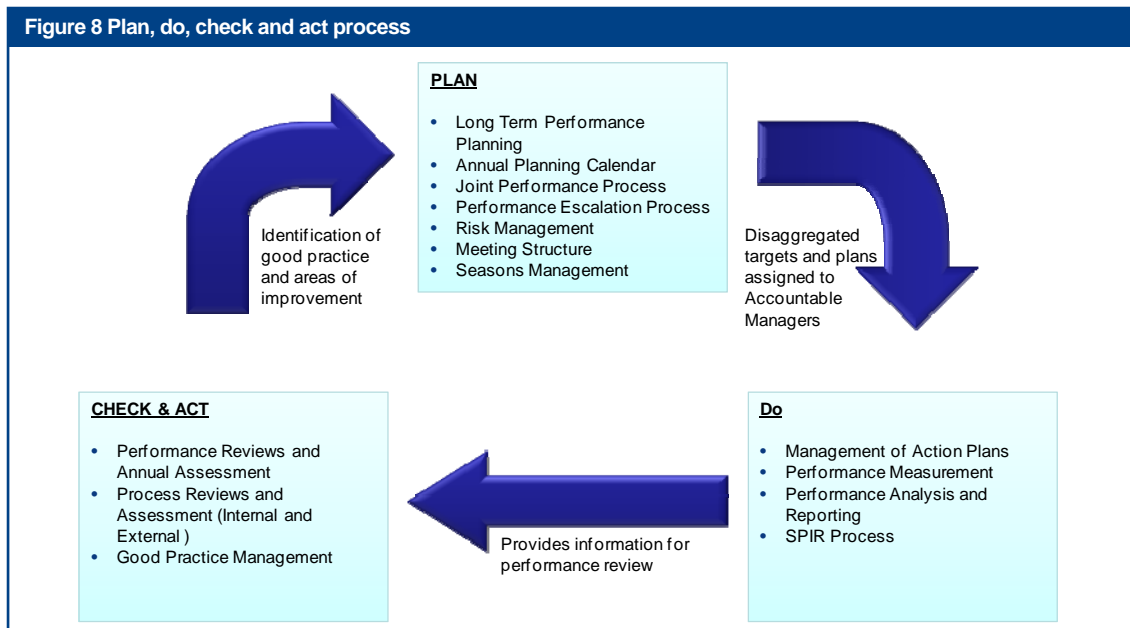 Figure 8 Plan, do, check and act process
PLAN
• Long Term Performance
Planning
• Annual Planning Calendar
• Joint Performance Process
• Performance Escalation Process
• Risk Management
• Meeting Structure
• Seasons Management
Identification of
good practice
and areas of
improvement
Disaggregated
targets and plans
assigned to
Accountable
Managers
CHECK & ACT
• Performance Reviews and
Annual Assessment
• Process Reviews and
Assessment (Internal and
External )
• Good Practice Management
Provides information for
performance review
Do
• Management of Action Plans
• Performance Measurement
• Performance Analysis and
Reporting
• SPIR Process